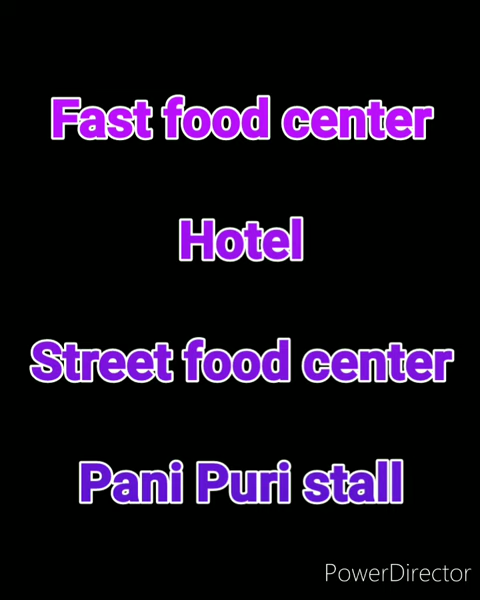 Fast food center
Hotel
Street food center
Pani Puri stall
PowerDirector